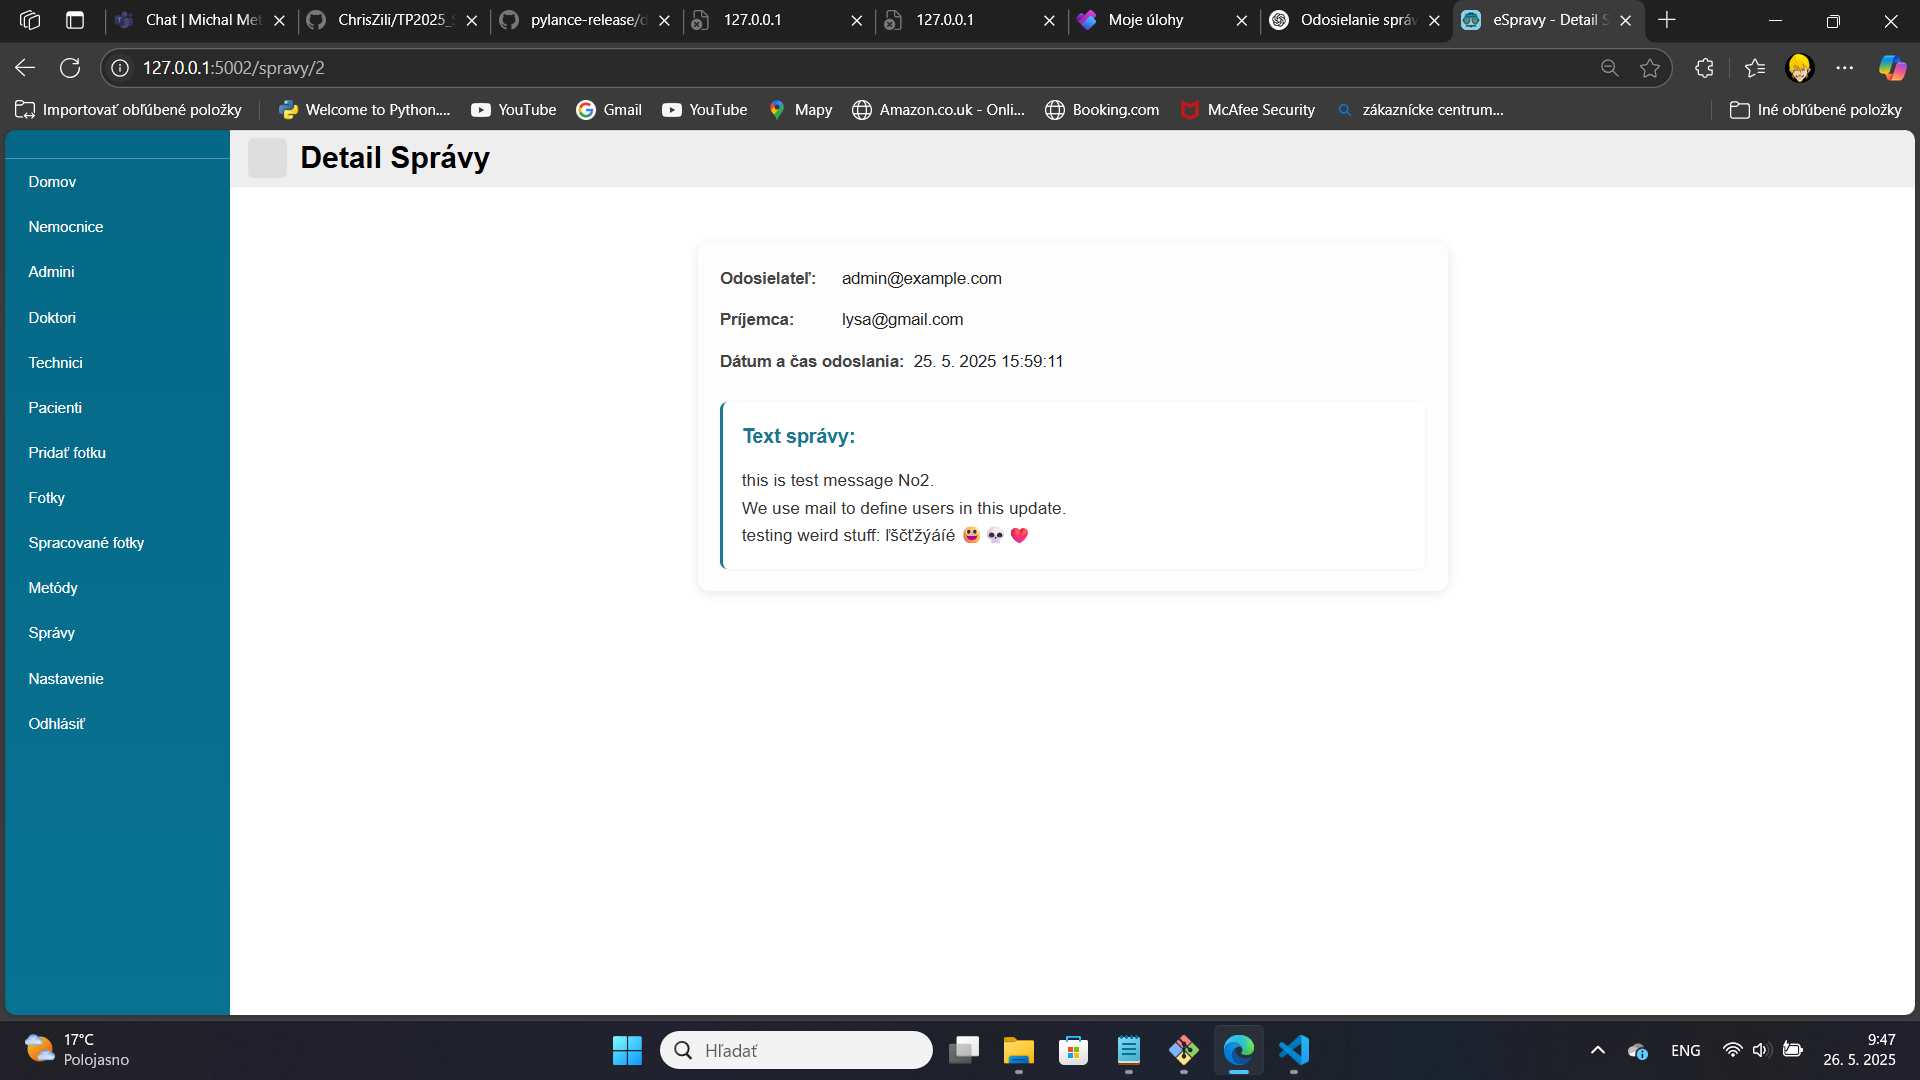 Chat | Michal Met
ChrisZili/TP2025_
pylance-release/d
127.0.0.1
127.0.0.1
Moje úlohy
Odosielanie správ
eSpravy - Detail S
127.0.0.1:5002/spravy/2
Importovať obľúbené položky
Welcome to Python....
YouTube
Gmail
YouTube
Mapy
Amazon.co.uk - Onli...
Booking.com
McAfee Security
zákaznícke centrum...
Iné obľúbené položky
Domov
Nemocnice
Admini
Doktori
Technici
Pacienti
Pridať fotku
Fotky
Spracované fotky
Metódy
Správy
Nastavenie
Odhlásiť
Detail Správy
Odosielateľ: admin@example.com
Príjemca: lysa@gmail.com
Dátum a čas odoslania: 25. 5. 2025 15:59:11
Text správy:
this is test message No2.
We use mail to define users in this update.
testing weird stuff: ľščťžýáíé 😀 💀 ❤️
17°C
Polojasno
Hľadať
ENG
9:47
26. 5. 2025